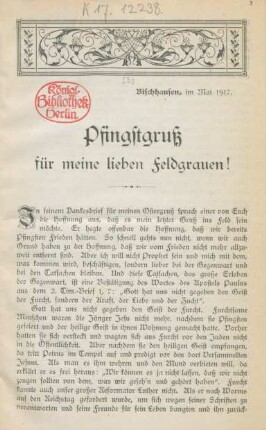 K 17. 12238.
Königl.
Bibliothek
Berlin.
Bischhausen, im Mai 1917.
Pfingstgruß
für meine lieben Feldgrauen!
In seinem Dankesbrief für meinen Ostergruß sprach einer von Euch
die Hoffnung aus, daß es mein letzter Gruß ins Feld sein
möchte. Er hegte offenbar die Hoffnung, daß wir bereits
Pfingsten Frieden hätten. So schnell gehts nun nicht, wenn wir auch
Grund haben zu der Hoffnung, daß wir vom Frieden nicht mehr allzu
weit entfernt sind. Aber ich will nicht Prophet sein und mich mit dem was
kommen wird, beschäftigen, sondern lieber bei der Gegenwart und bei
den Tatsachen bleiben. Und diese Tatsachen, das große Erleben
der Gegenwart, ist eine Bestätigung des Wortes des Apostels Paulus
aus dem 2. Tim.-Brief 1, 7: „Gott hat uns nicht gegeben den Geist
der Furcht, sondern der Kraft, der Liebe und der Zucht“.
Gott hat uns nicht gegeben den Geist der Furcht. Furchtsame
Menschen waren die Jünger Jesu nicht mehr, nachdem sie Pfingsten
gehabt und der heilige Geist in ihnen Wohnung gemacht hatte. Vorher
hatten sie sich versteckt und wagten sich aus Furcht vor den Juden nicht
in die Öffentlichkeit. Aber nachdem sie den heiligen Geist empfangen,
da tritt Petrus im Tempel auf und predigt vor den dort Versammelten
Jesum. Als man es ihm wehren und den Mund verbieten will, da
erklärt er es frei heraus: „Wir können es ja nicht lassen, daß wir nicht
zeugen sollten von dem, was wir geseh'n und gehört haben“. Furcht
kannte auch unser großer Reformator Luther nicht. Als er nach Worms
auf den Reichstag gefordert wurde, um sich wegen seiner Schriften zu
verantworten und seine Freunde für sein Leben bangten und ihn zurück-